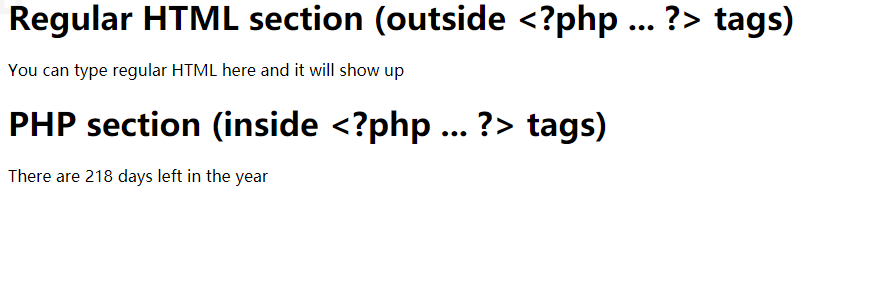 Regular HTML section (outside <?php ... ?> tags)
You can type regular HTML here and it will show up
PHP section (inside <?php ... ?> tags)
There are 218 days left in the year